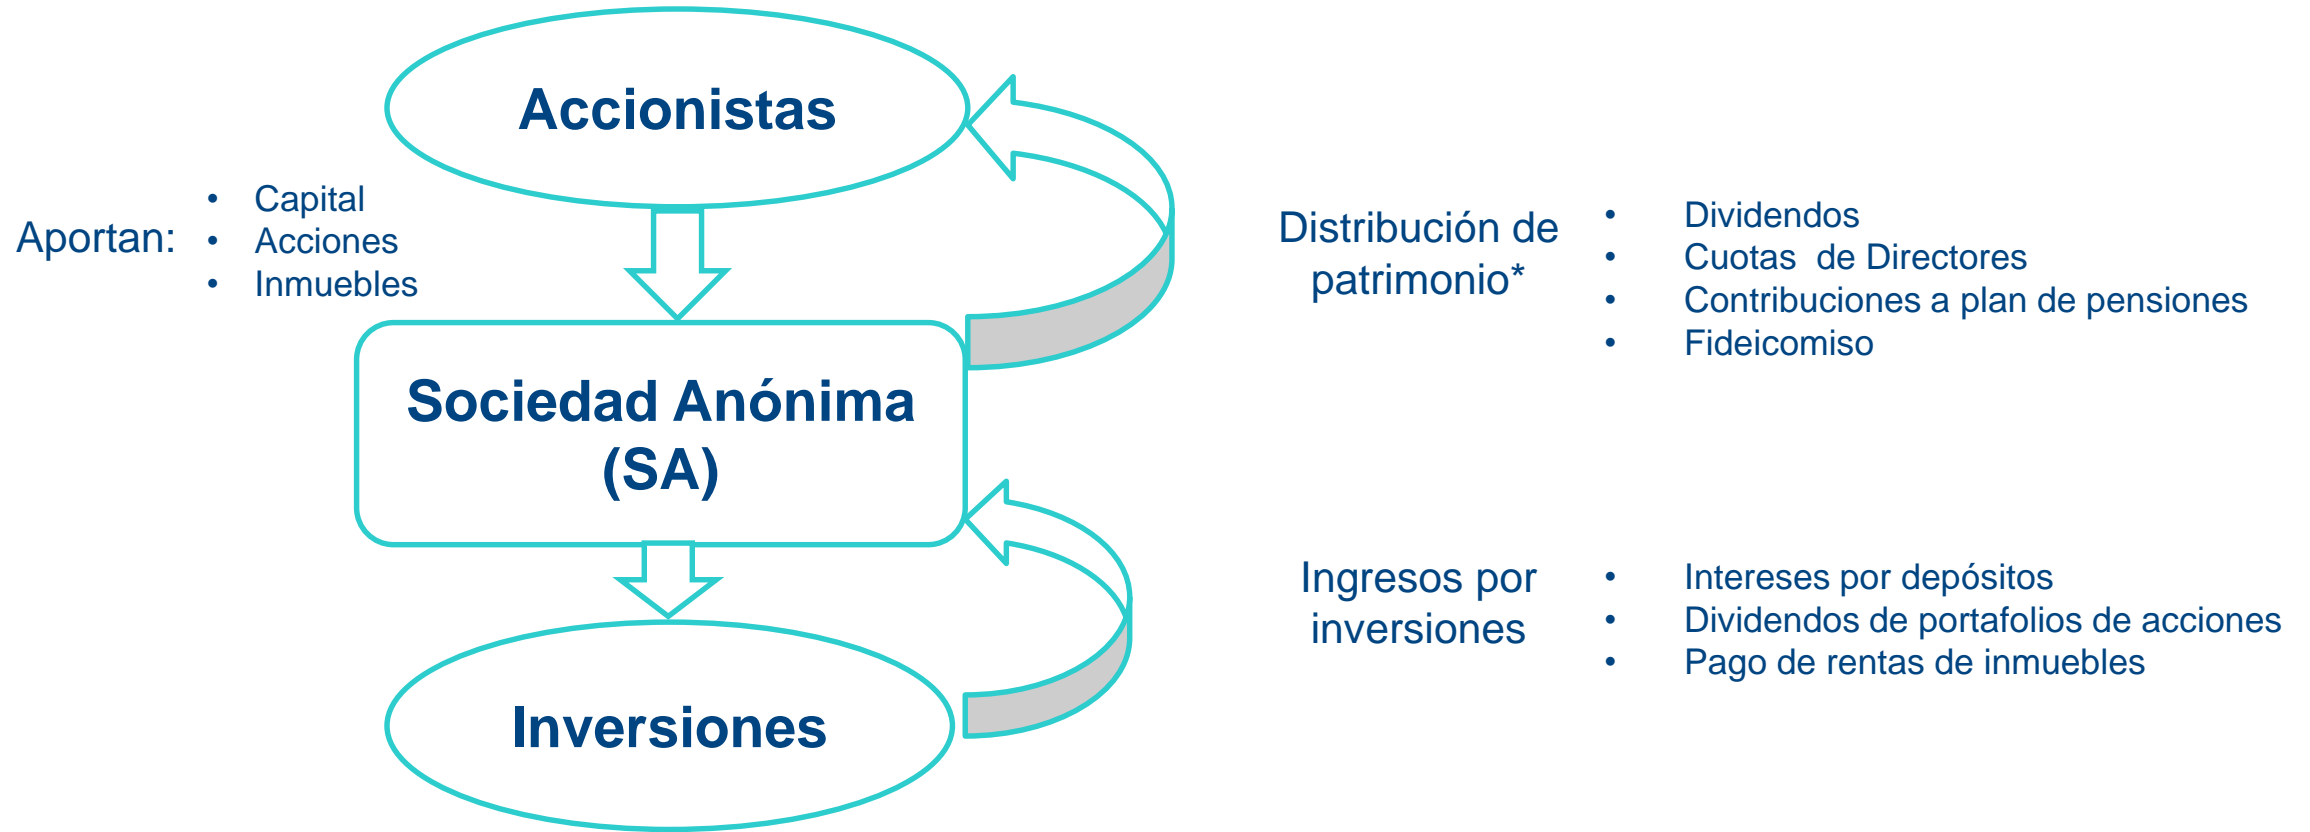 Accionistas
Aportan:
• Capital
• Acciones
• Inmuebles
Distribución de
patrimonio*
• Dividendos
• Cuotas de Directores
• Contribuciones a plan de pensiones
• Fideicomiso
Sociedad Anónima
(SA)
Ingresos por
inversiones
• Intereses por depósitos
• Dividendos de portafolios de acciones
• Pago de rentas de inmuebles
Inversiones